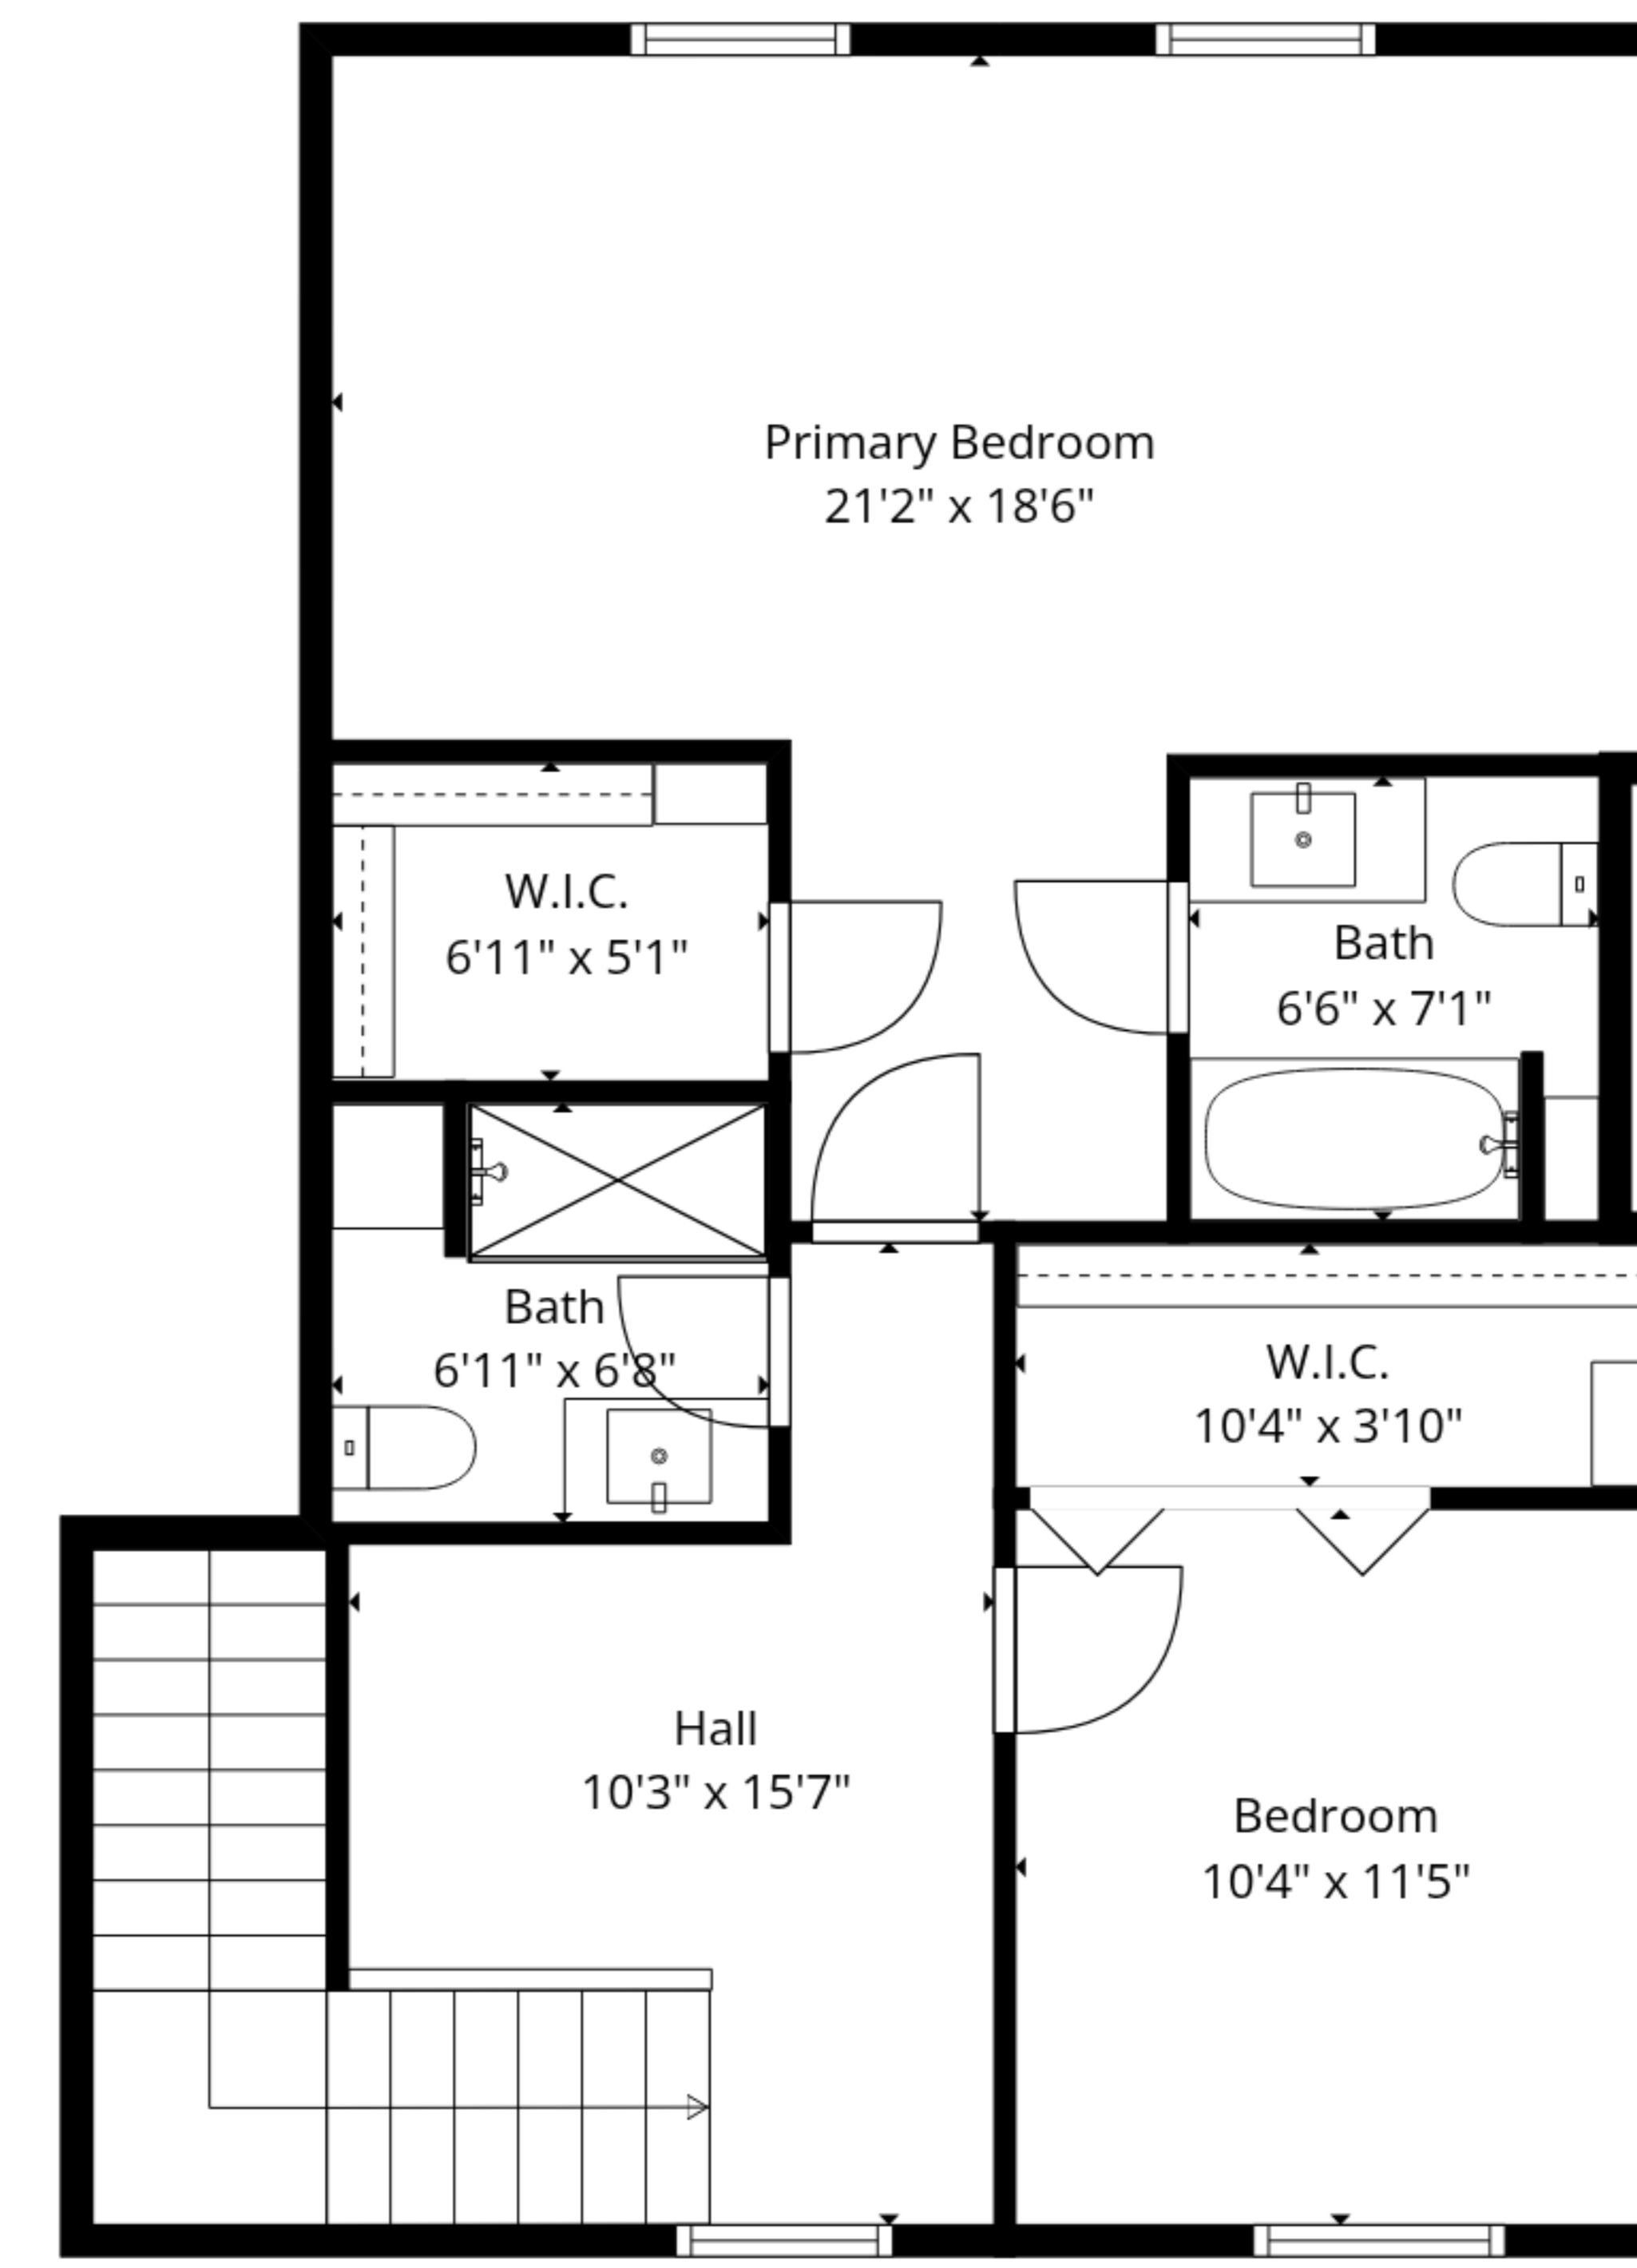 Primary Bedroom
21'2" x 18'6"
W.I.C.
6'11" x 5'1"
Bath
6'6" x 7'1"
Bath
6'11" x 6'8"
W.I.C.
10'4" x 3'10"
Hall
10'3" x 15'7"
Bedroom
10'4" x 11'5"